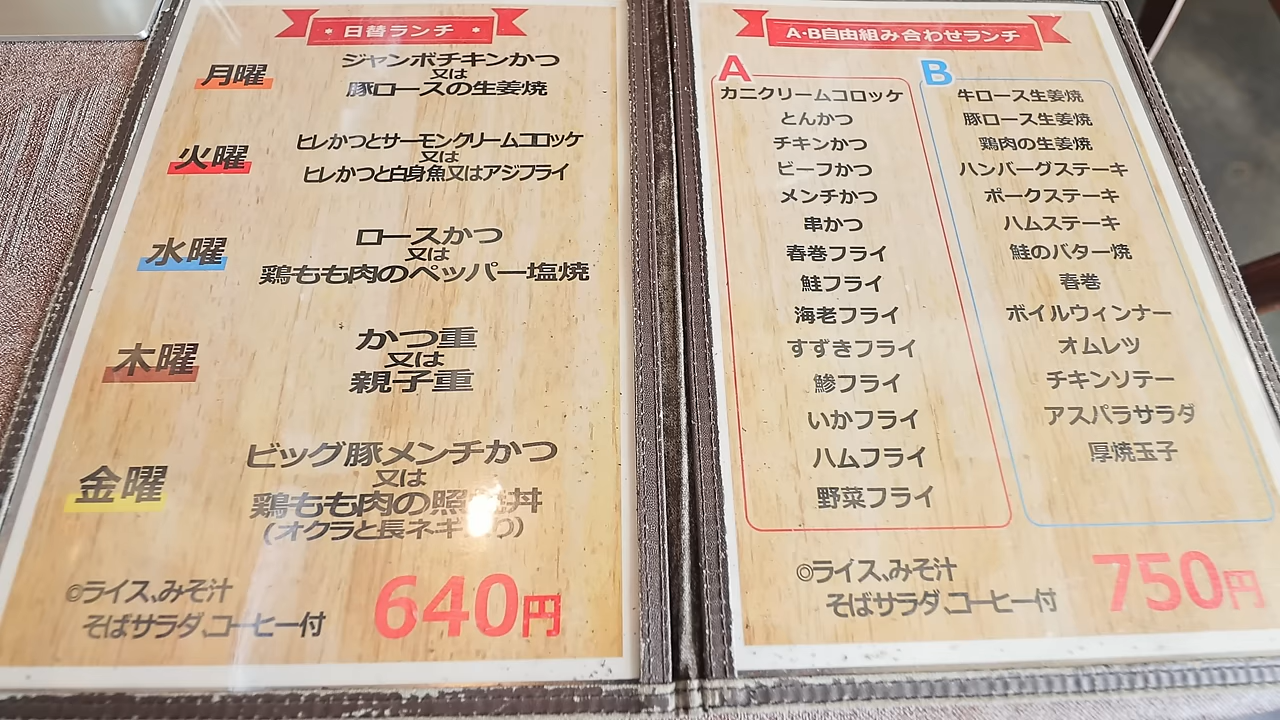 日替ランチ
月曜
ジャンボチキンかつ
又は
豚ロースの生姜焼
火曜
ヒレかつとサーモンクリームコロッケ
又は
ヒレかつと白身魚又はアジフライ
水曜
ロースかつ
又は
鶏もも肉のペッパー塩焼
木曜
かつ重
又は
親子重
金曜
ビッグ豚メンチかつ
又は
鶏もも肉の照 丼
(オクラと長ネギ )
◎ライス、みそ汁
そばサラダ、コーヒー付
640円
A・B自由組み合わせランチ
A
カニクリームコロッケ
とんかつ
チキンかつ
ビーフかつ
メンチかつ
串かつ
春巻フライ
鮭フライ
海老フライ
すずきフライ
鯵フライ
いかフライ
ハムフライ
野菜フライ
B
牛ロース生姜焼
豚ロース生姜焼
鶏肉の生姜焼
ハンバーグステーキ
ポークステーキ
ハムステーキ
鮭のバター焼
春巻
ボイルウィンナー
オムレツ
チキンソテー
アスパラサラダ
厚焼玉子
◎ライス、みそ汁
そばサラダ、コーヒー付
750円